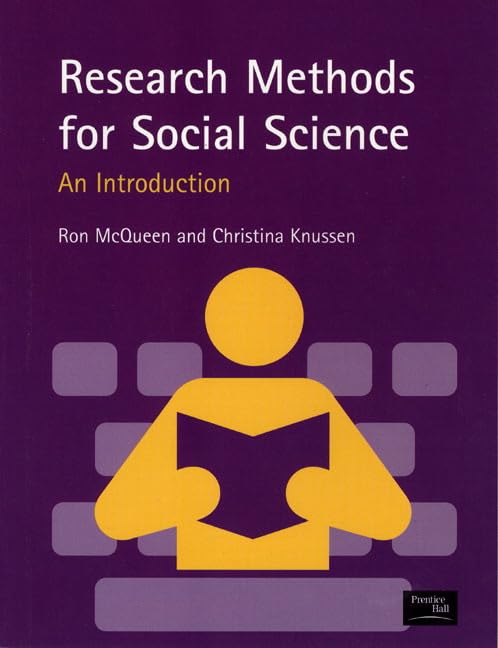 Research Methods
for Social Science
An Introduction
Ron McQueen and Christina Knussen
Prentice
Hall